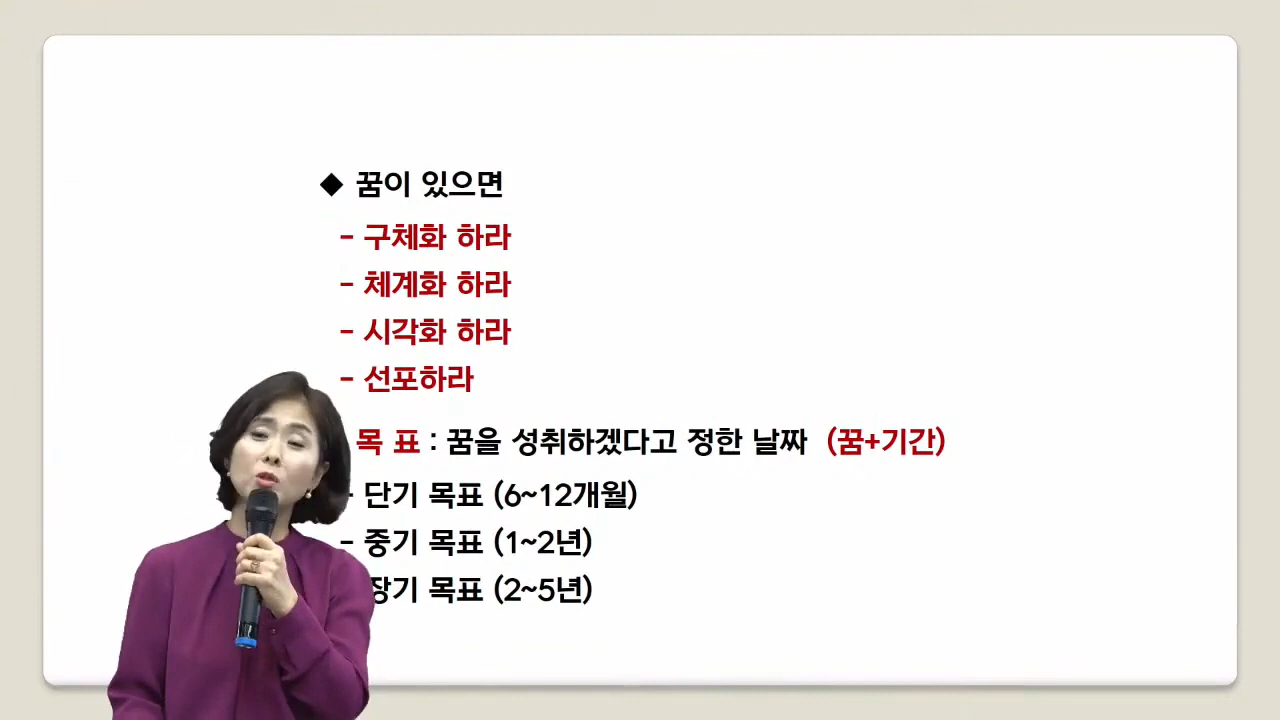 ◆ 꿈이 있으면
- 구체화 하라
- 체계화 하라
- 시각화 하라
- 선포하라
목 표 : 꿈을 성취하겠다고 정한 날짜 (꿈+기간)
- 단기 목표 (6~12개월)
- 중기 목표 (1~2년)
장기 목표 (2~5년)